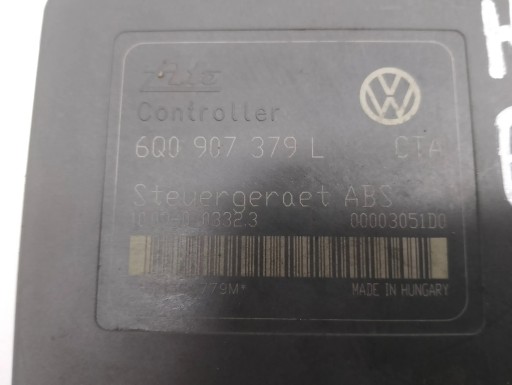 Controller
6Q0 907 379 L CTA
Steuergeraet ABS
00003051D0
MADE IN HUNGARY